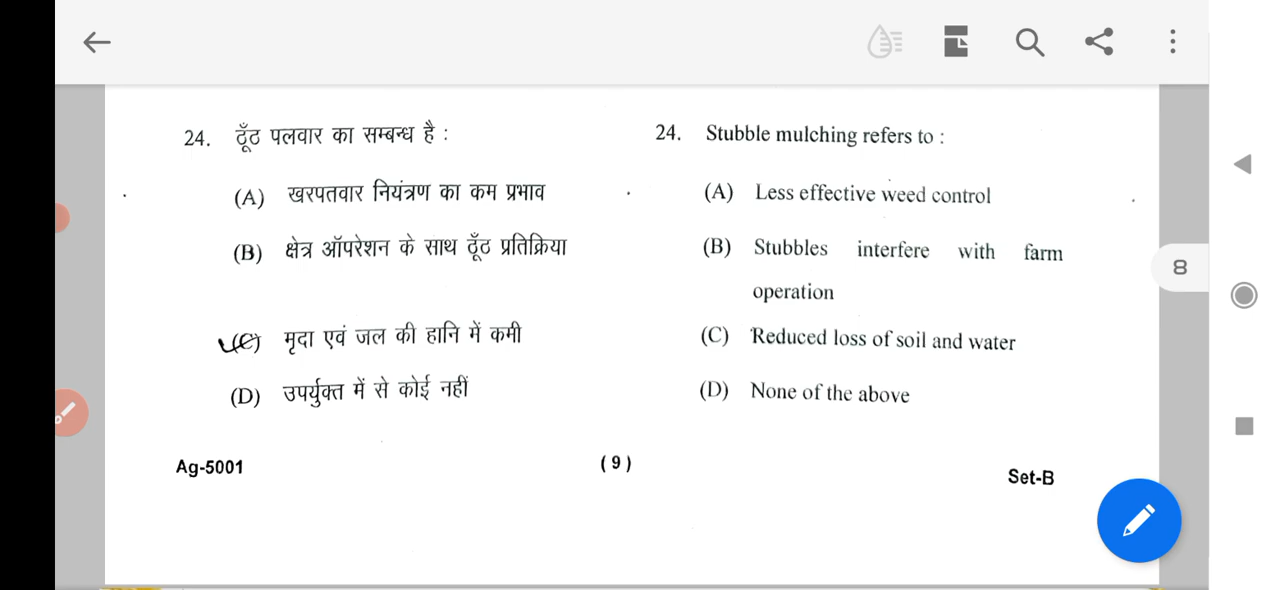 24. ठूँठ पलवार का सम्बन्ध है :
(A) खरपतवार नियंत्रण का कम प्रभाव
(B) क्षेत्र ऑपरेशन के साथ ठूँठ प्रतिक्रिया
(C) मृदा एवं जल की हानि में कमी
(D) उपर्युक्त में से कोई नहीं
24. Stubble mulching refers to :
(A) Less effective weed control
(B) Stubbles interfere with farm
operation
(C) Reduced loss of soil and water
(D) None of the above
Ag-5001
( 9 )
Set-B
8